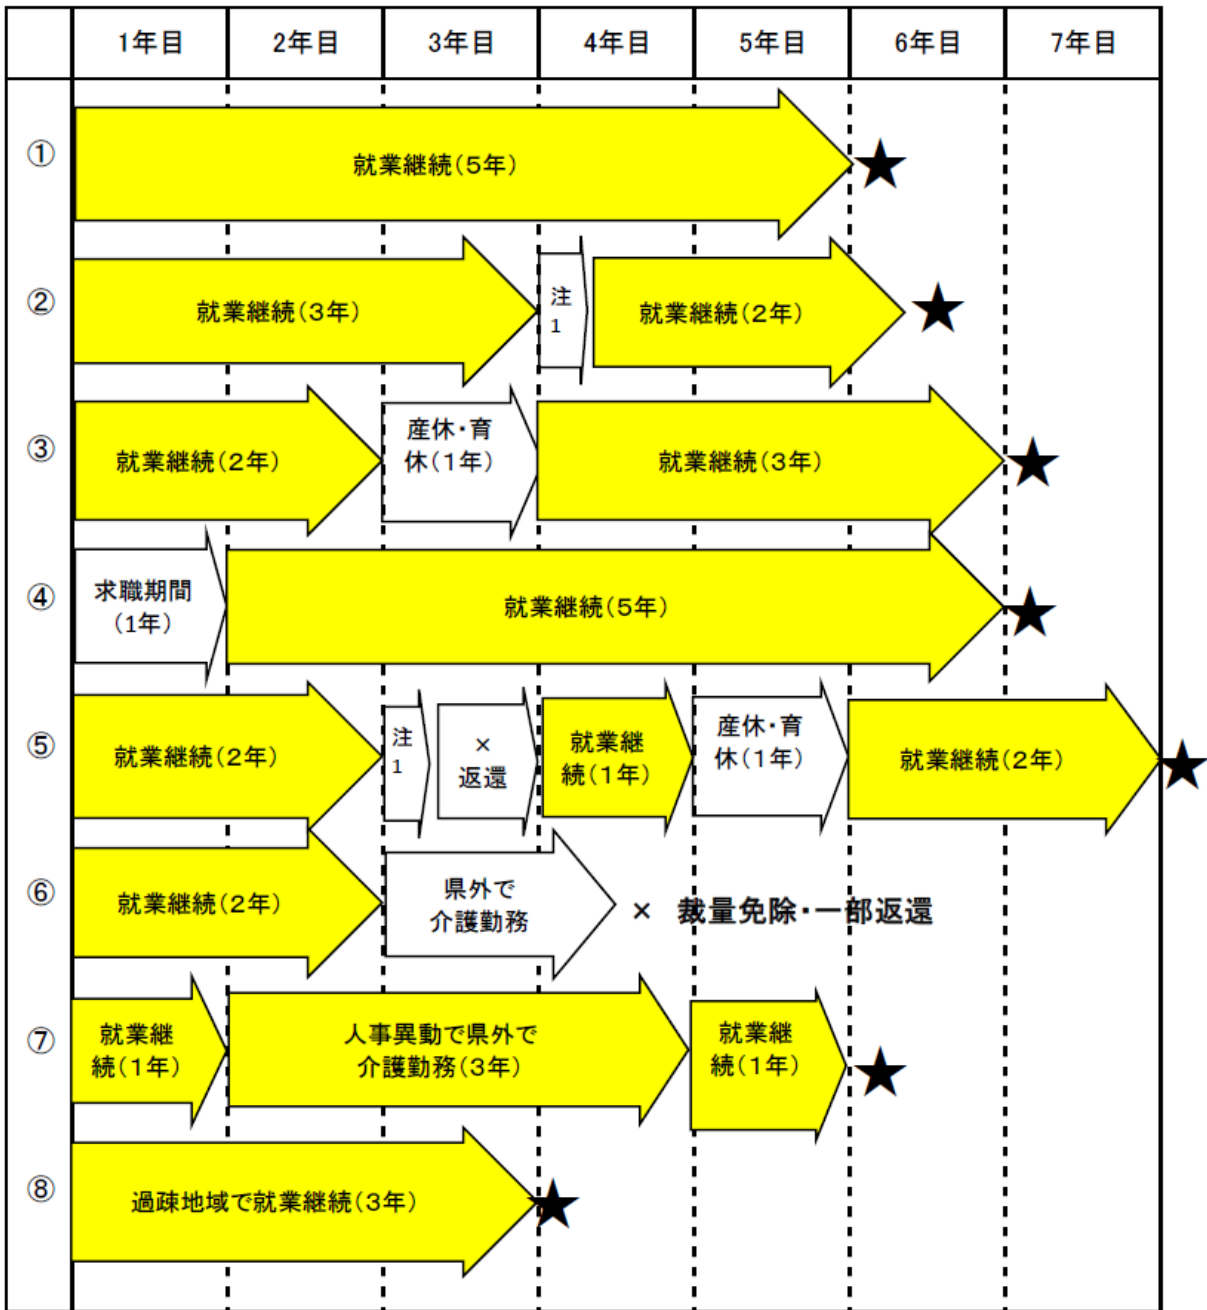 1年目 2年目 3年目 4年目 5年目 6年目 7年目
①
就業継続(5年)
★
②
就業継続(3年)
注
1
就業継続(2年)
★
③
就業継続(2年)
産休・育
休(1年)
就業継続(3年)
★
④
求職期間
(1年)
就業継続(5年)
★
⑤
就業継続(2年)
注
1
×
返還
就業継
続(1年)
産休・育
休(1年)
就業継続(2年)
★
⑥
就業継続(2年)
県外で
介護勤務
× 裁量免除・一部返還
⑦
就業継
続(1年)
人事異動で県外で
介護勤務(3年)
就業継
続(1年)
★
⑧
過疎地域で就業継続(3年)
★